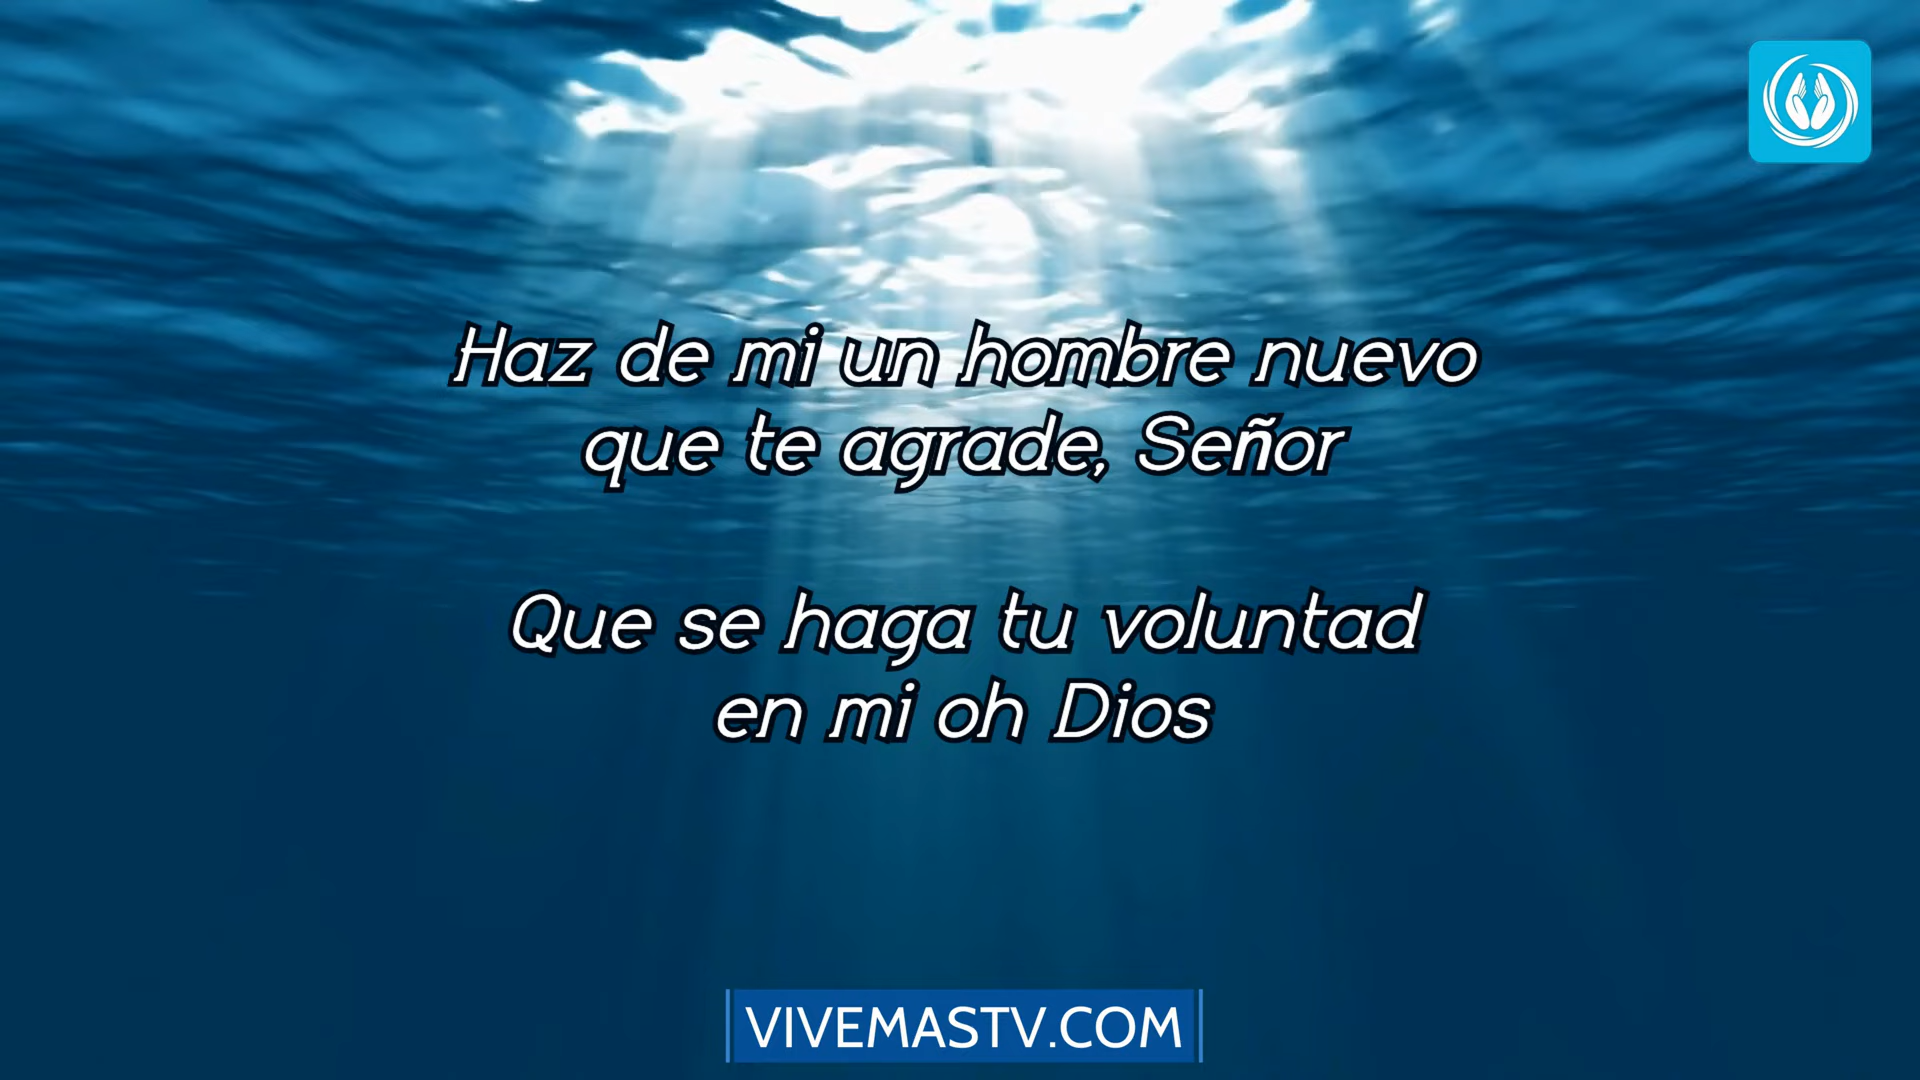 Haz de mi un hombre nuevo
que te agrade, Señor
Que se haga tu voluntad
en mi oh Dios
VIVEMASTV.COM